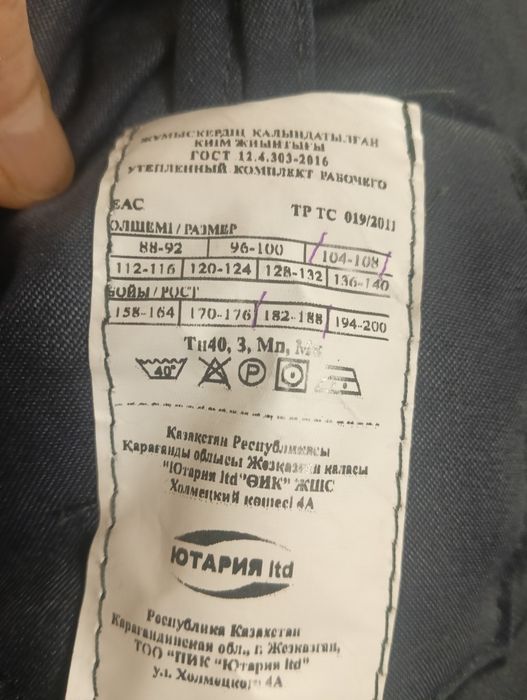 ЖҰМЫСКЕРДІҢ ҚАЛЫҢДАТЫЛҒАН
КИІМ ЖИЫНТЫҒЫ
ГОСТ 12.4.303-2016
УТЕПЛЕННЫЙ КОМПЛЕКТ РАБОЧЕГО
ЕАС ТР ТС 019/2011
ӨЛШЕМІ / РАЗМЕР
88-92 96-100 104-108
112-116 120-124 128-132 136-140
БОЙЫ / РОСТ
158-164 170-176 182-188 194-200
Тн40, З, Мп,
40° P
Қазақстан Республикасы
Қарағанды облысы Жезқазған қаласы
"Ютария ltd" ӨИК" ЖШС
Холмецкий көшесі 4А
ЮТАРИЯ ltd
Республика Казахстан
Карагандинская обл., г. Жезказган,
ТОО "ПИК "Ютария ltd"
ул. Холмецкого 4А